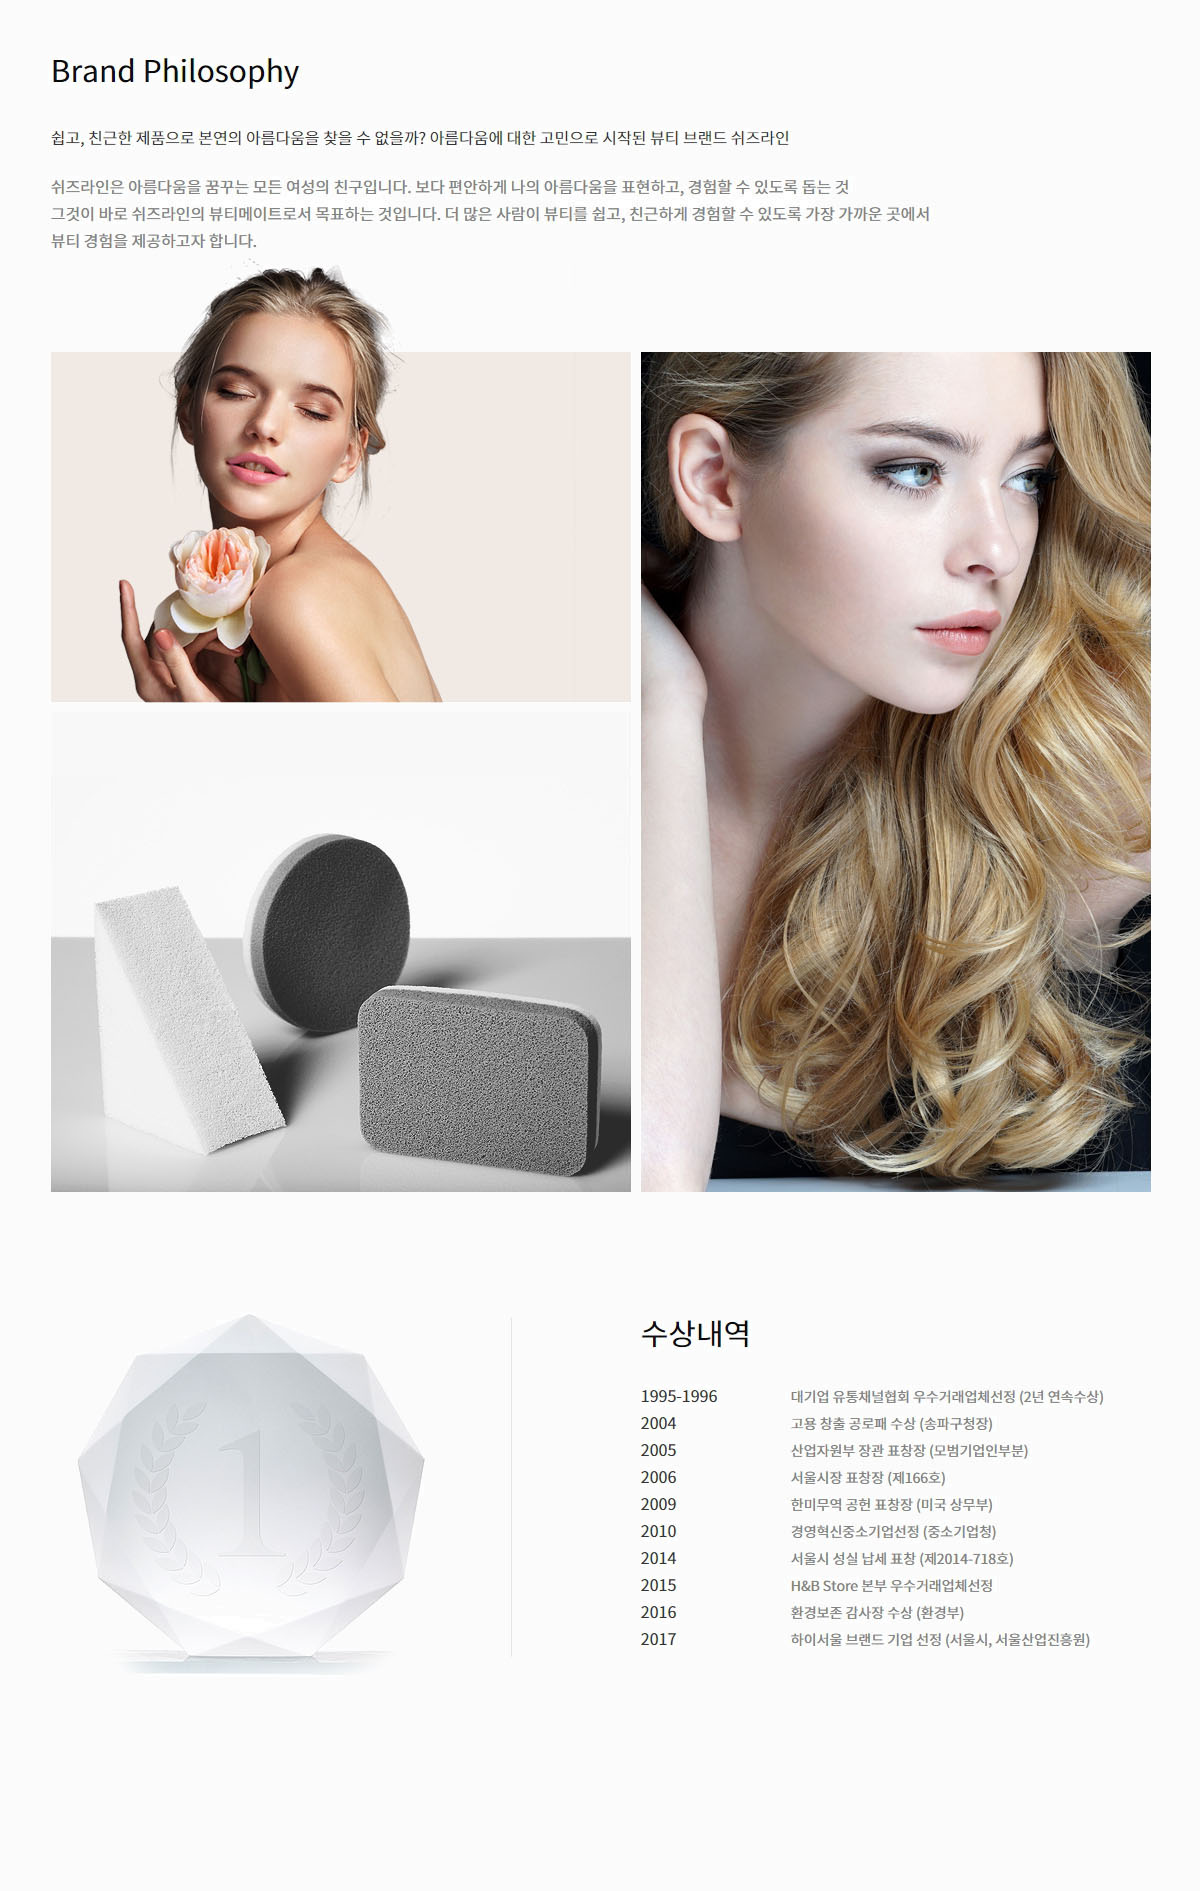 Brand Philosophy
쉽고, 친근한 제품으로 본연의 아름다움을 찾을 수 없을까? 아름다움에 대한 고민으로 시작된 뷰티 브랜드 쉬즈라인
쉬즈라인은 아름다움을 꿈꾸는 모든 여성의 친구입니다. 보다 편안하게 나의 아름다움을 표현하고, 경험할 수 있도록 돕는 것
그것이 바로 쉬즈라인의 뷰티메이트로서 목표하는 것입니다. 더 많은 사람이 뷰티를 쉽고, 친근하게 경험할 수 있도록 가장 가까운 곳에서
뷰티 경험을 제공하고자 합니다.
1
수상내역
1995-1996 대기업 유통채널협회 우수거래업체선정 (2년 연속수상)
2004 고용 창출 공로패 수상 (송파구청장)
2005 산업자원부 장관 표창장 (모범기업인부분)
2006 서울시장 표창장 (제166호)
2009 한미무역 공헌 표창장 (미국 상무부)
2010 경영혁신중소기업선정 (중소기업청)
2014 서울시 성실 납세 표창 (제2014-718호)
2015 H&B Store 본부 우수거래업체선정
2016 환경보존 감사장 수상 (환경부)
2017 하이서울 브랜드 기업 선정 (서울시, 서울산업진흥원)